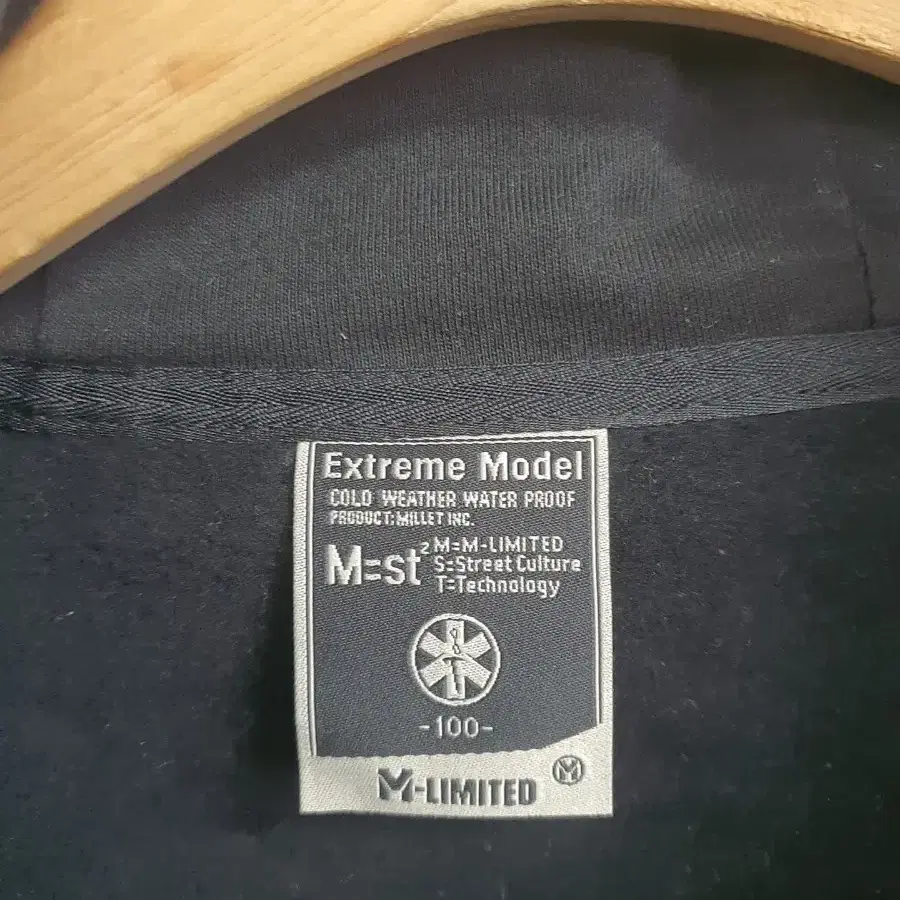 Extreme Model
COLD WEATHER WATER PROOF
PRODUCT:MILLET INC.
M=st²
M=M-LIMITED
S=Street Culture
T=Technology
-100-
M-LIMITED M